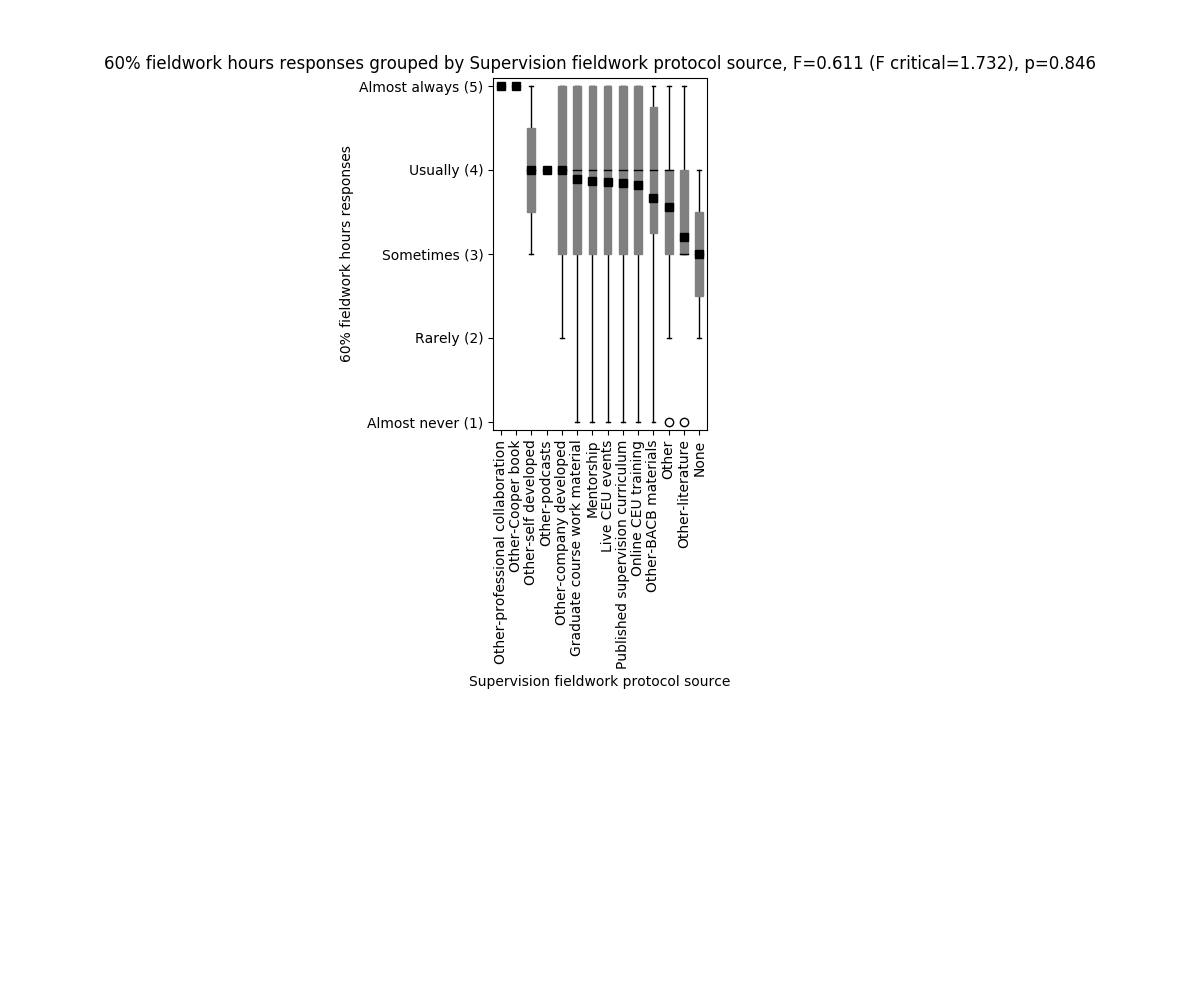 60% fieldwork hours responses grouped by Supervision fieldwork protocol source, F=0.611 (F critical=1.732), p=0.846
60% fieldwork hours responses
Almost always (5)
Usually (4)
Sometimes (3)
Rarely (2)
Almost never (1)
Other-professional collaboration
Other-Cooper book
Other-self developed
Other-podcasts
Other-company developed
Graduate course work material
Mentorship
Live CEU events
Published supervision curriculum
Online CEU training
Other-BACB materials
Other
Other-literature
None
Supervision fieldwork protocol source